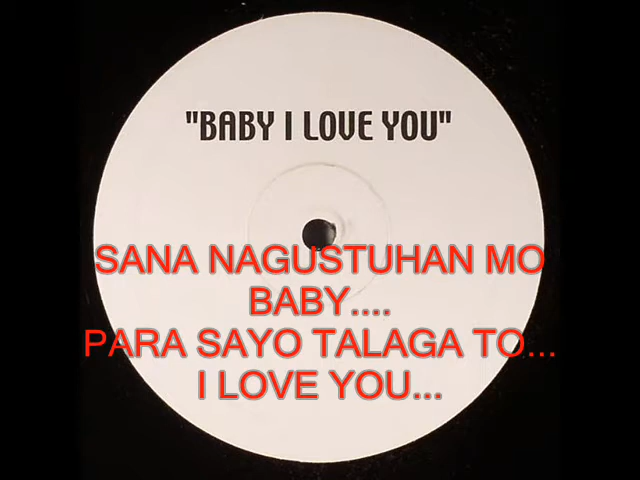 "BABY I LOVE YOU"
SANA NAGUSTUHAN MO
BABY....
PARA SAYO TALAGA TO...
I LOVE YOU...